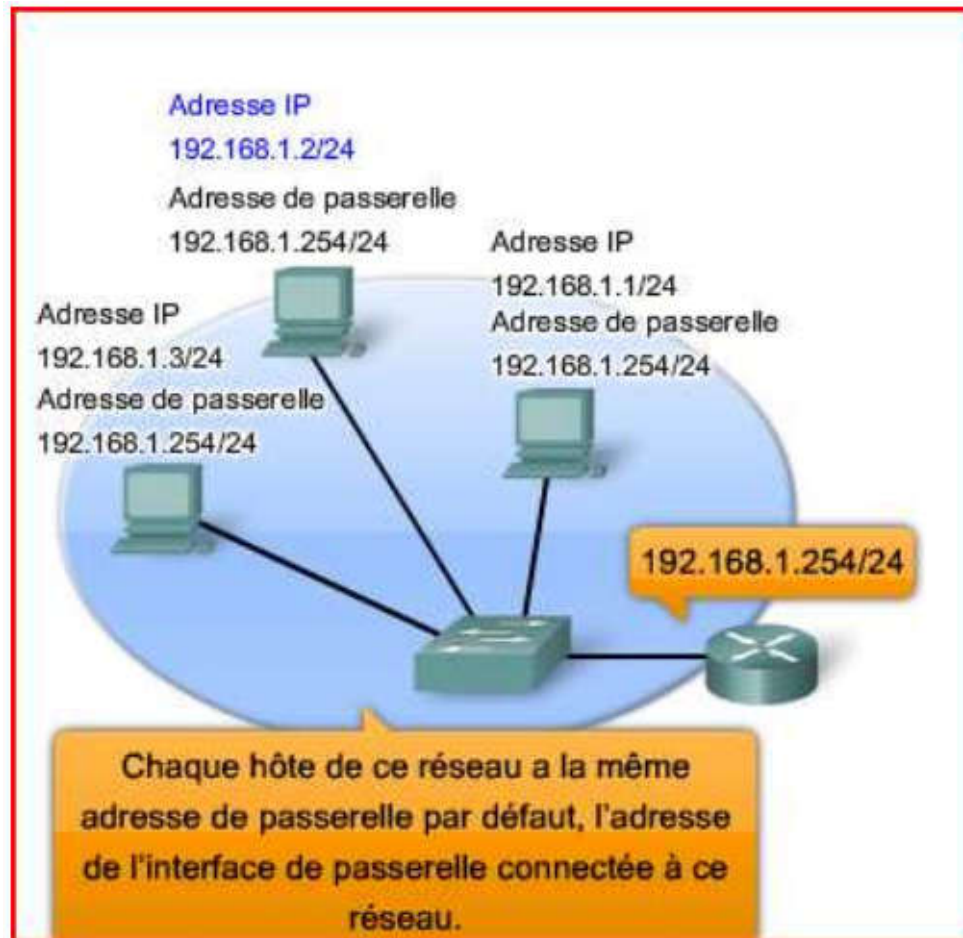 Adresse IP
192.168.1.2/24
Adresse de passerelle
192.168.1.254/24
Adresse IP
192.168.1.1/24
Adresse de passerelle
192.168.1.254/24
Adresse IP
192.168.1.3/24
Adresse de passerelle
192.168.1.254/24
192.168.1.254/24
Chaque hôte de ce réseau a la même
adresse de passerelle par défaut, l'adresse
de l'interface de passerelle connectée à ce
réseau.